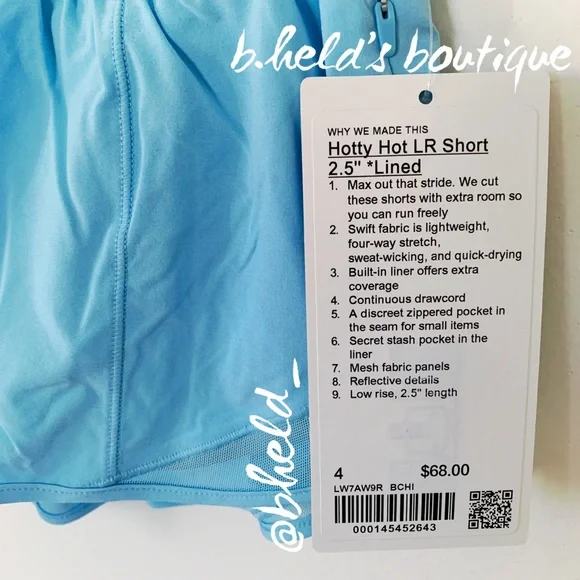 b.held's boutique
WHY WE MADE THIS
Hotty Hot LR Short
2.5" *Lined
1. Max out that stride. We cut
these shorts with extra room so
you can run freely
2. Swift fabric is lightweight,
four-way stretch,
sweat-wicking, and quick-drying
3. Built-in liner offers extra
coverage
4. Continuous drawcord
5. A discreet zippered pocket in
the seam for small items
6. Secret stash pocket in the
liner
7. Mesh fabric panels
8. Reflective details
9. Low rise, 2.5" length
4 $68.00
LW7AW9R BCHI
000145452643
@bheld_